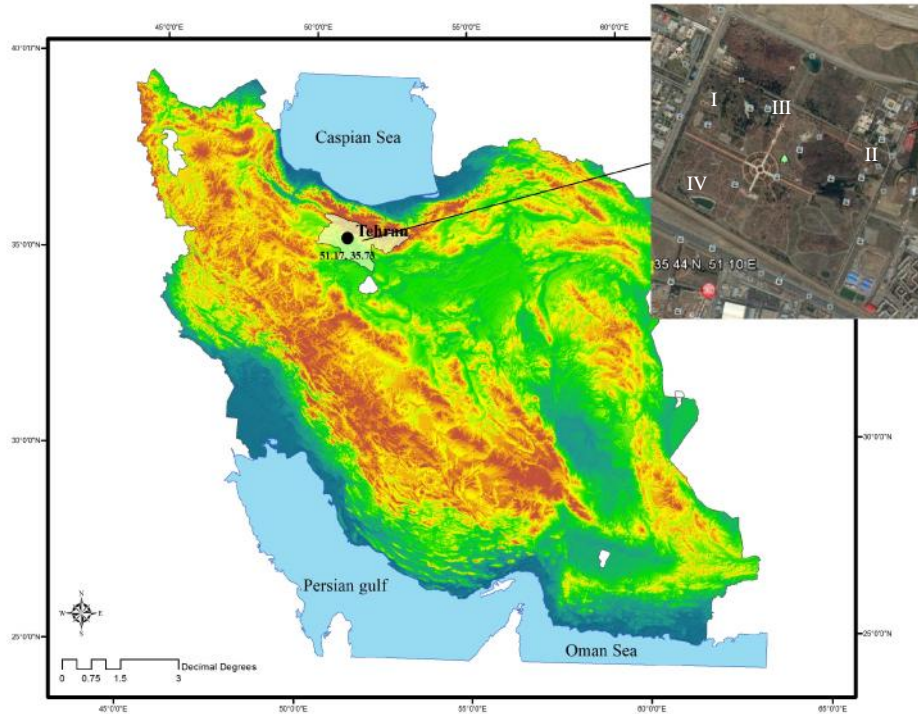 45°0'0"E 50°0'0"E 55°0'0"E
40°0'0"N
Caspian Sea
I
III
II
IV
35 44 N, 51 10 E
Tehran
51.17, 35.73
35°0'0"N
30°0'0"N
30°0'0"N
Persian gulf
Oman Sea
25°0'0"N
25°0'0"N
N
W E
S
Decimal Degrees
0 0.75 1.5 3
45°0'0"E 50°0'0"E 55°0'0"E 60°0'0"E 65°0'0"E